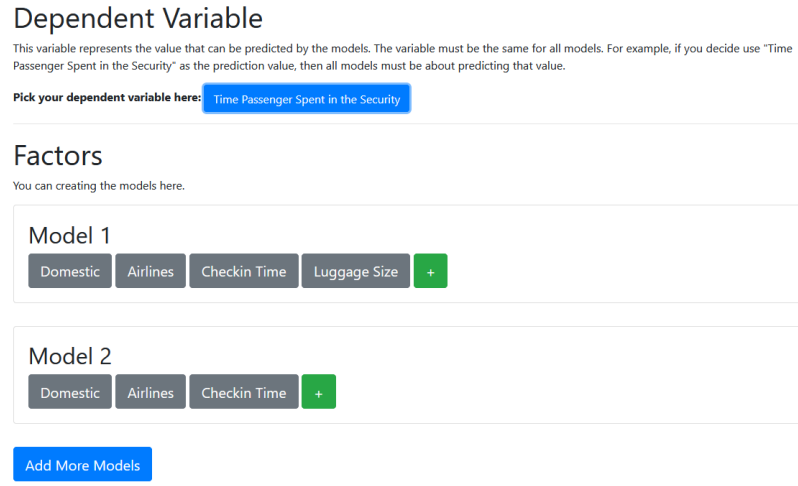 Dependent Variable
This variable represents the value that can be predicted by the models. The variable must be the same for all models. For example, if you decide use "Time
Passenger Spent in the Security" as the prediction value, then all models must be about predicting that value.
Pick your dependent variable here: Time Passenger Spent in the Security
Factors
You can creating the models here.
Model 1
Domestic Airlines Checkin Time Luggage Size +
Model 2
Domestic Airlines Checkin Time +
Add More Models